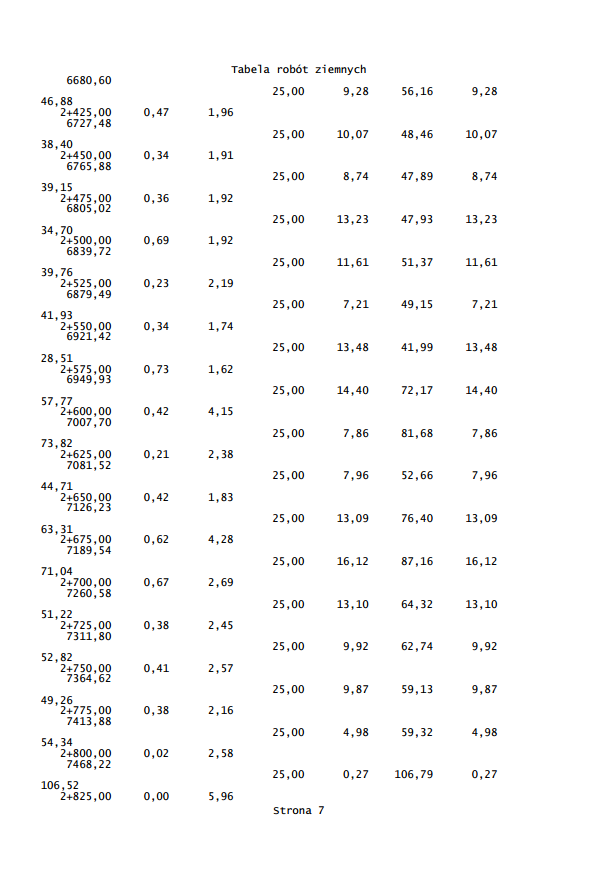 Tabela robót ziemnych
6680,60
25,00 9,28 56,16 9,28
46,88
2+425,00 0,47 1,96
6727,48
25,00 10,07 48,46 10,07
38,40
2+450,00 0,34 1,91
6765,88
25,00 8,74 47,89 8,74
39,15
2+475,00 0,36 1,92
6805,02
25,00 13,23 47,93 13,23
34,70
2+500,00 0,69 1,92
6839,72
25,00 11,61 51,37 11,61
39,76
2+525,00 0,23 2,19
6879,49
25,00 7,21 49,15 7,21
41,93
2+550,00 0,34 1,74
6921,42
25,00 13,48 41,99 13,48
28,51
2+575,00 0,73 1,62
6949,93
25,00 14,40 72,17 14,40
57,77
2+600,00 0,42 4,15
7007,70
25,00 7,86 81,68 7,86
73,82
2+625,00 0,21 2,38
7081,52
25,00 7,96 52,66 7,96
44,71
2+650,00 0,42 1,83
7126,23
25,00 13,09 76,40 13,09
63,31
2+675,00 0,62 4,28
7189,54
25,00 16,12 87,16 16,12
71,04
2+700,00 0,67 2,69
7260,58
25,00 13,10 64,32 13,10
51,22
2+725,00 0,38 2,45
7311,80
25,00 9,92 62,74 9,92
52,82
2+750,00 0,41 2,57
7364,62
25,00 9,87 59,13 9,87
49,26
2+775,00 0,38 2,16
7413,88
25,00 4,98 59,32 4,98
54,34
2+800,00 0,02 2,58
7468,22
25,00 0,27 106,79 0,27
106,52
2+825,00 0,00 5,96
Strona 7